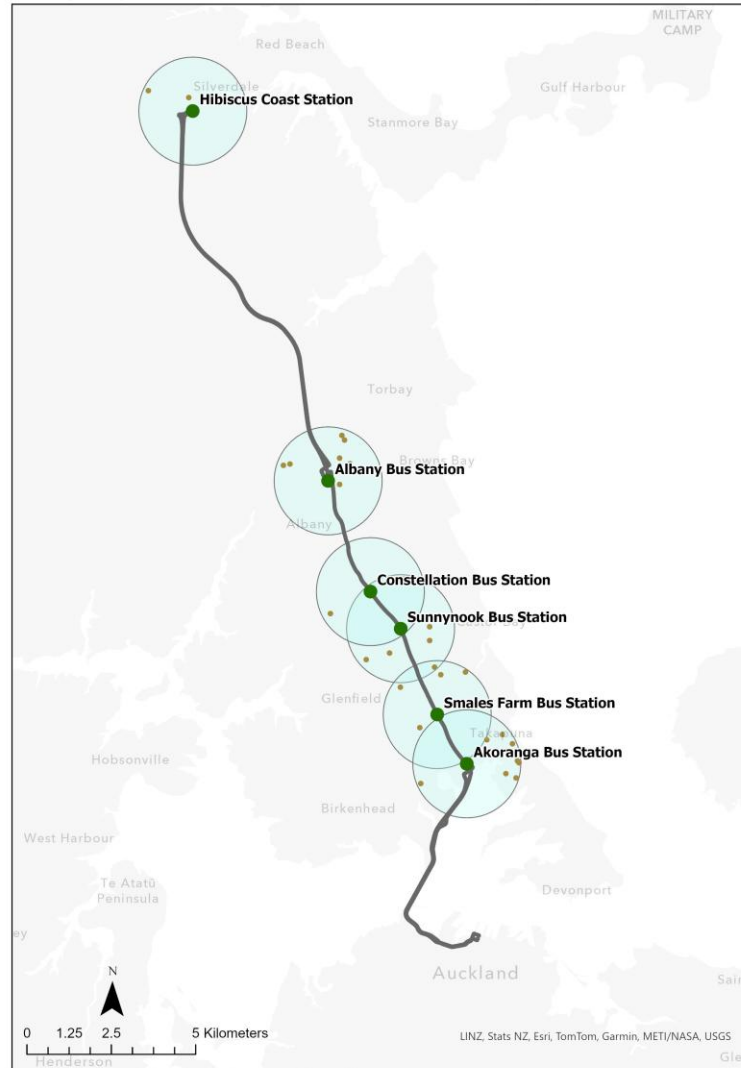 MILITARY
CAMP
Red Beach
Silverdale
Gulf Harbour
Hibiscus Coast Station
Stanmore Bay
Torbay
Browns Bay
Albany Bus Station
Albany
Constellation Bus Station
Sunnynook Bus Station
Glenfield
Smales Farm Bus Station
Takapuna
Akoranga Bus Station
Hobsonville
Birkenhead
West Harbour
Te Atatū
Peninsula
Devonport
ey
Auckland
Sain
N
0 1.25 2.5 5 Kilometers
LINZ, Stats NZ, Esri, TomTom, Garmin, METI/NASA, USGS
Henderson
Gle